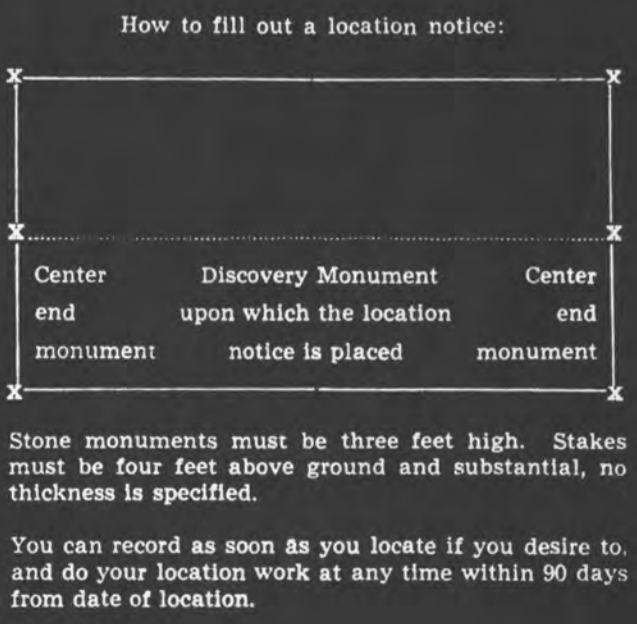 How to fill out a location notice:
X X
X X
Center Discovery Monument Center
end upon which the location end
monument notice is placed monument
X X
Stone monuments must be three feet high. Stakes
must be four feet above ground and substantial, no
thickness is specified.
You can record as soon as you locate if you desire to,
and do your location work at any time within 90 days
from date of location.